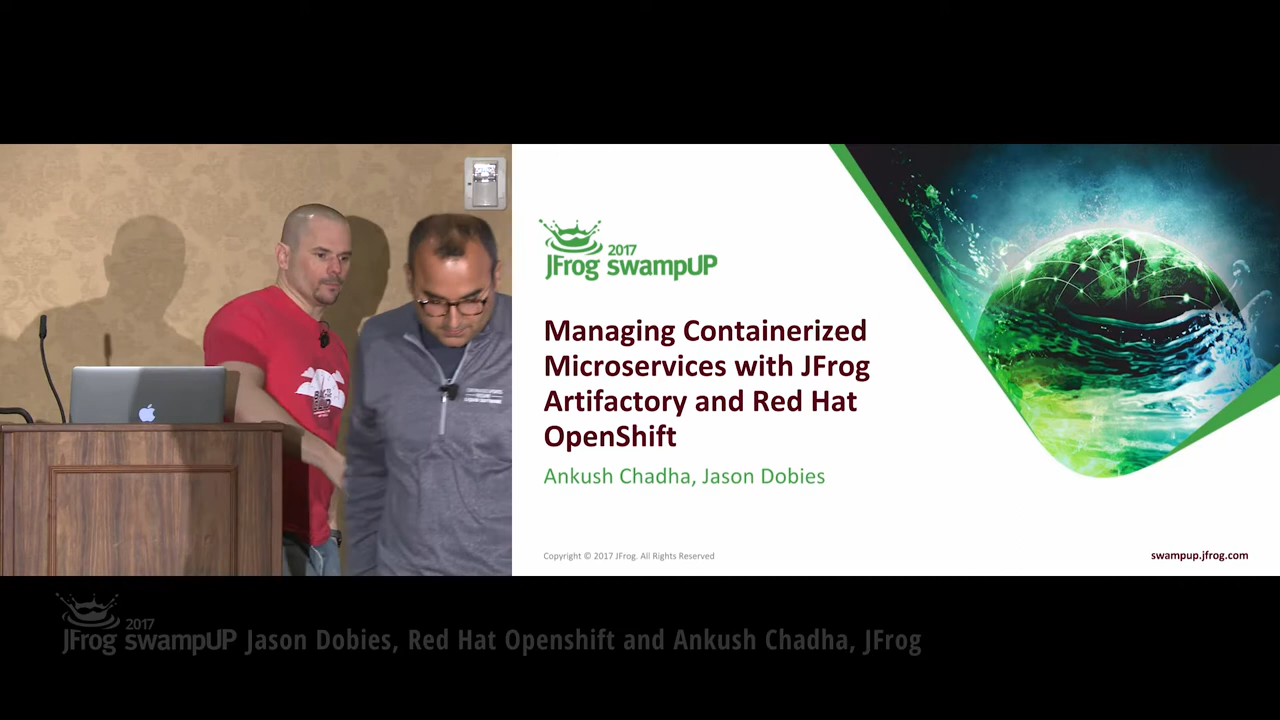 2017
JFrog swampUP
Managing Containerized
Microservices with JFrog
Artifactory and Red Hat
OpenShift
Ankush Chadha, Jason Dobies
Copyright © 2017 JFrog. All Rights Reserved
swampup.jfrog.com
2017
JFrog swampUP Jason Dobies, Red Hat Openshift and Ankush Chadha, JFrog